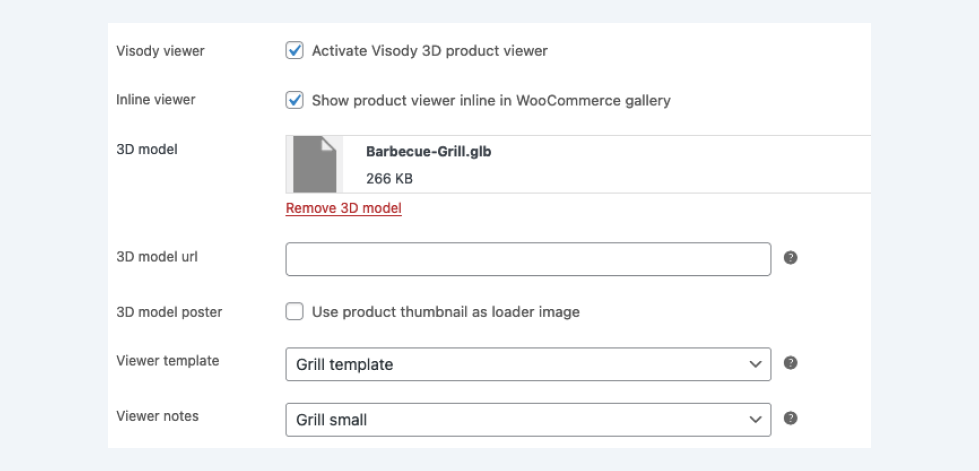 Visody viewer
Activate Visody 3D product viewer
Inline viewer
Show product viewer inline in WooCommerce gallery
3D model
Barbecue-Grill.glb
266 KB
Remove 3D model
3D model url
?
3D model poster
Use product thumbnail as loader image
Viewer template
Grill template
?
Viewer notes
Grill small
?